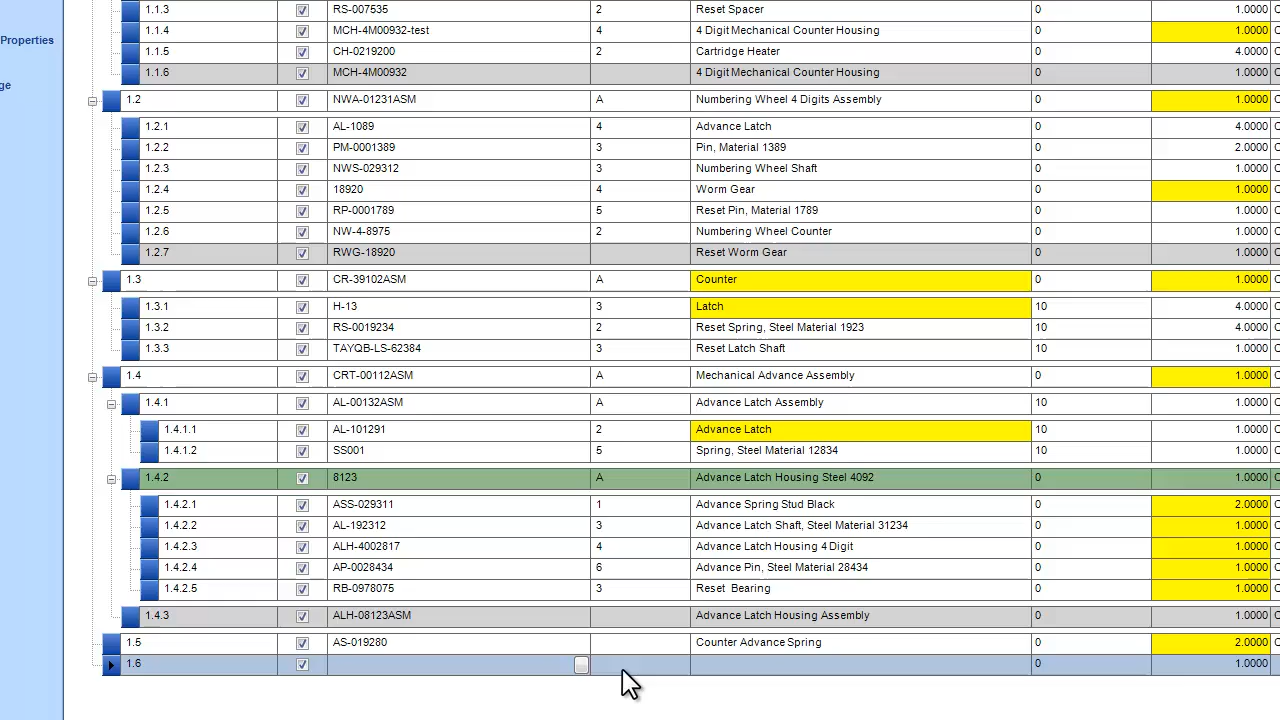 1.1.3 RS-007535 2 Reset Spacer 0 1.0000 C
Properties
1.1.4 MCH-4M00932-test 4 4 Digit Mechanical Counter Housing 0 1.0000 C
1.1.5 CH-0219200 2 Cartridge Heater 0 4.0000 C
1.1.6 MCH-4M00932 4 Digit Mechanical Counter Housing 0 1.0000 C
ge
1.2 NWA-01231ASM A Numbering Wheel 4 Digits Assembly 0 1.0000 C
1.2.1 AL-1089 4 Advance Latch 0 4.0000 C
1.2.2 PM-0001389 3 Pin, Material 1389 0 2.0000 C
1.2.3 NWS-029312 3 Numbering Wheel Shaft 0 1.0000 C
1.2.4 18920 4 Worm Gear 0 1.0000 C
1.2.5 RP-0001789 5 Reset Pin, Material 1789 0 1.0000 C
1.2.6 NW-4-8975 2 Numbering Wheel Counter 0 1.0000 C
1.2.7 RWG-18920 Reset Worm Gear 0 1.0000 C
1.3 CR-39102ASM A Counter 0 1.0000 C
1.3.1 H-13 3 Latch 10 4.0000 C
1.3.2 RS-0019234 2 Reset Spring, Steel Material 1923 10 4.0000 C
1.3.3 TAYQB-LS-62384 3 Reset Latch Shaft 10 1.0000 C
1.4 CRT-00112ASM A Mechanical Advance Assembly 0 1.0000 C
1.4.1 AL-00132ASM A Advance Latch Assembly 10 1.0000 C
1.4.1.1 AL-101291 2 Advance Latch 10 1.0000 C
1.4.1.2 SS001 5 Spring, Steel Material 12834 10 1.0000 C
1.4.2 8123 A Advance Latch Housing Steel 4092 0 1.0000 C
1.4.2.1 ASS-029311 1 Advance Spring Stud Black 0 2.0000 C
1.4.2.2 AL-192312 3 Advance Latch Shaft, Steel Material 31234 0 1.0000 C
1.4.2.3 ALH-4002817 4 Advance Latch Housing 4 Digit 0 1.0000 C
1.4.2.4 AP-0028434 6 Advance Pin, Steel Material 28434 0 1.0000 C
1.4.2.5 RB-0978075 3 Reset Bearing 0 1.0000 C
1.4.3 ALH-08123ASM Advance Latch Housing Assembly 0 1.0000 C
1.5 AS-019280 Counter Advance Spring 0 2.0000 C
1.6 0 1.0000 C